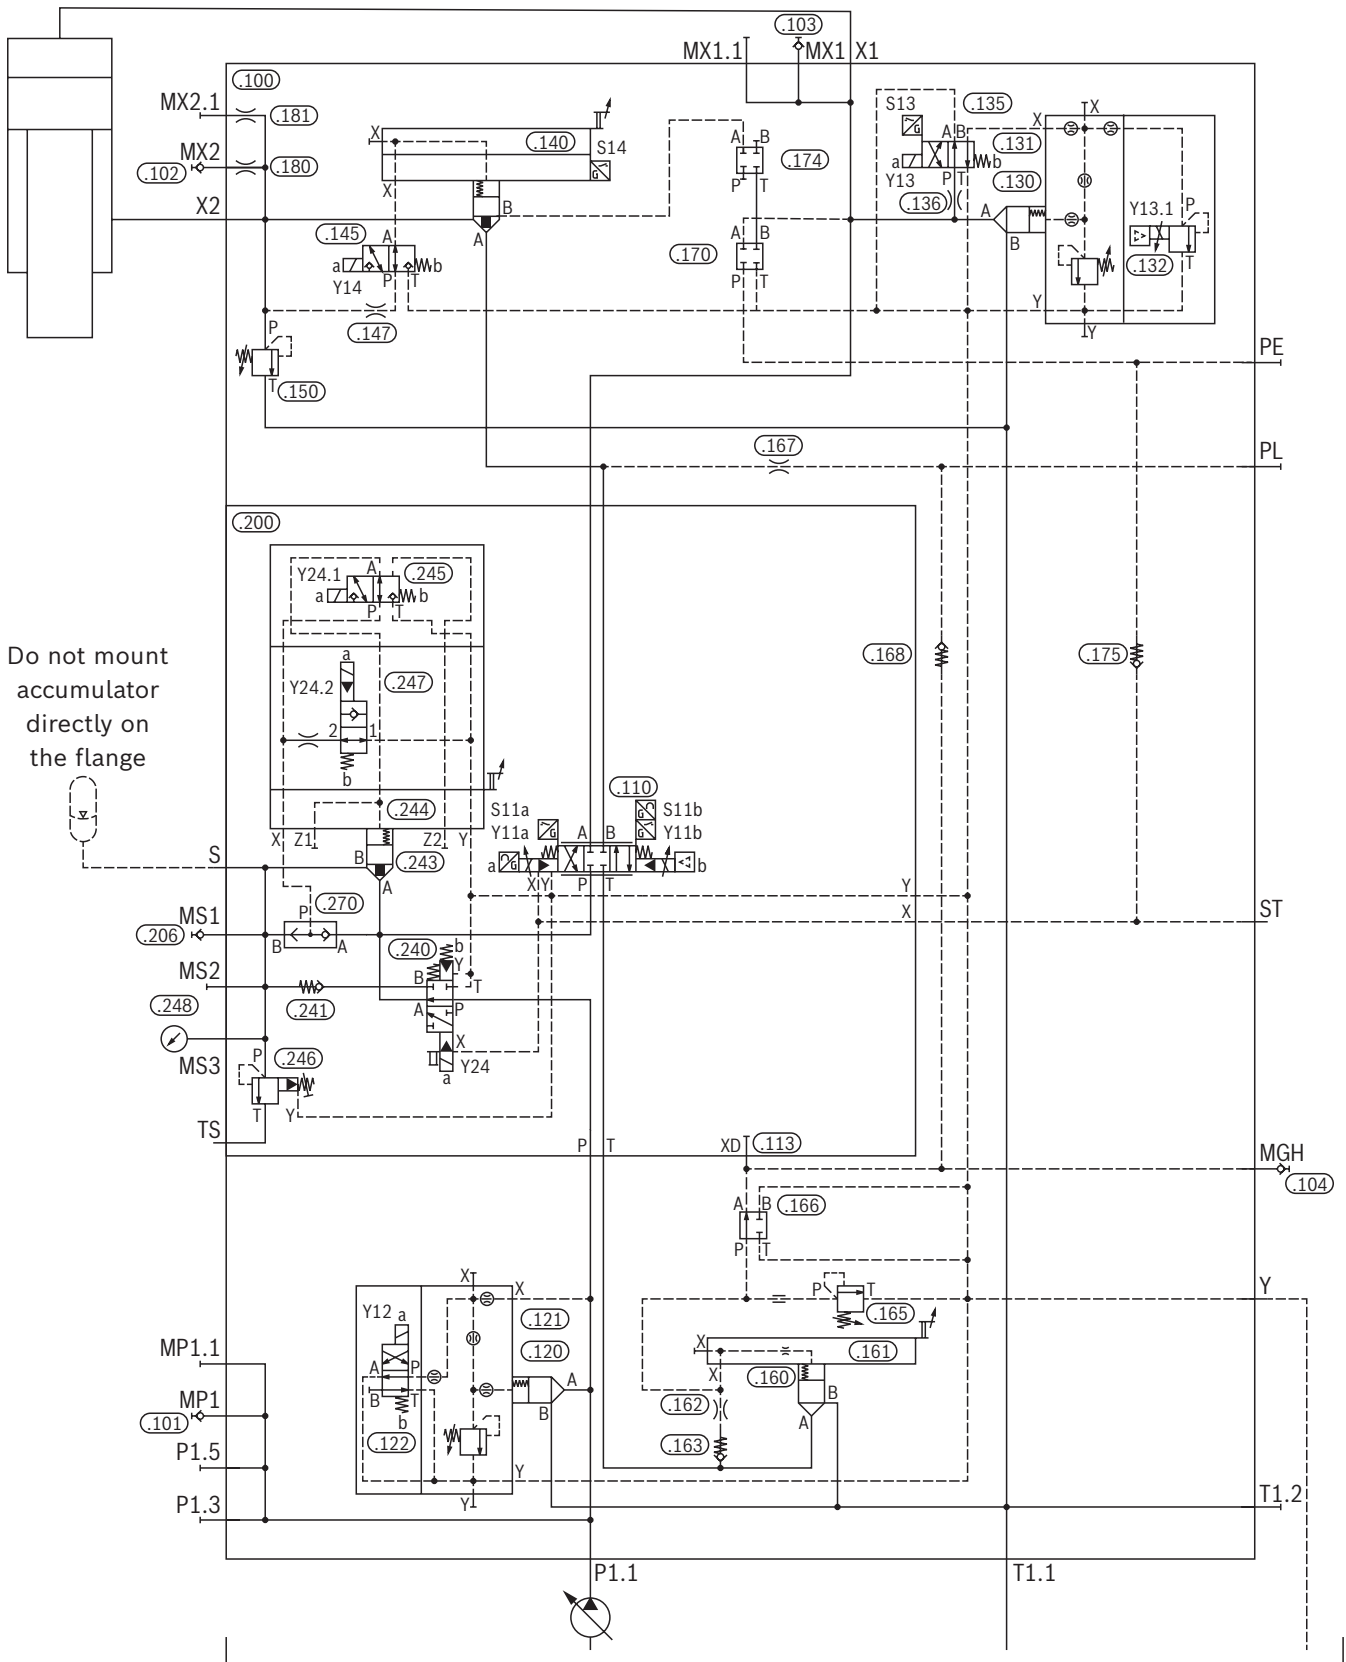 .103
MX1.1
MX1
X1
.100
MX2.1
.181
MX2
.102
.180
X2
X
.140
S14
X
B
A
.145
A
a
b
Y14
P
T
.147
P
T
.150
A
B
.174
P
T
A
B
.170
P
T
S13
.135
A
B
.131
a
b
Y13
P
T
.130
.136
X
X
A
B
Y13.1
P
.132
T
Y
Y
PE
.167
PL
.200
Y24.1
A
.245
a
b
P
T
a
Y24.2
.247
2
1
b
.244
X
Z1
Z2
Y
B
.243
A
Do not mount
accumulator
directly on
the flange
S
.168
.175
.110
S11a
S11b
Y11a
A
B
Y11b
a
b
X
Y
P
T
Y
X
ST
MS1
.206
P
.270
B
A
MS2
.240
b
Y
B
T
.241
A
P
X
Y24
a
.248
MS3
P
.246
T
Y
TS
P
T
XD
.113
MGH
.104
A
B
.166
P
T
X
X
Y12
a
.121
.120
A
P
B
T
b
.122
A
B
Y
Y
P
T
.165
Y
X
.161
X
.160
.162
B
A
.163
MP1.1
MP1
.101
P1.5
P1.3
T1.2
P1.1
T1.1